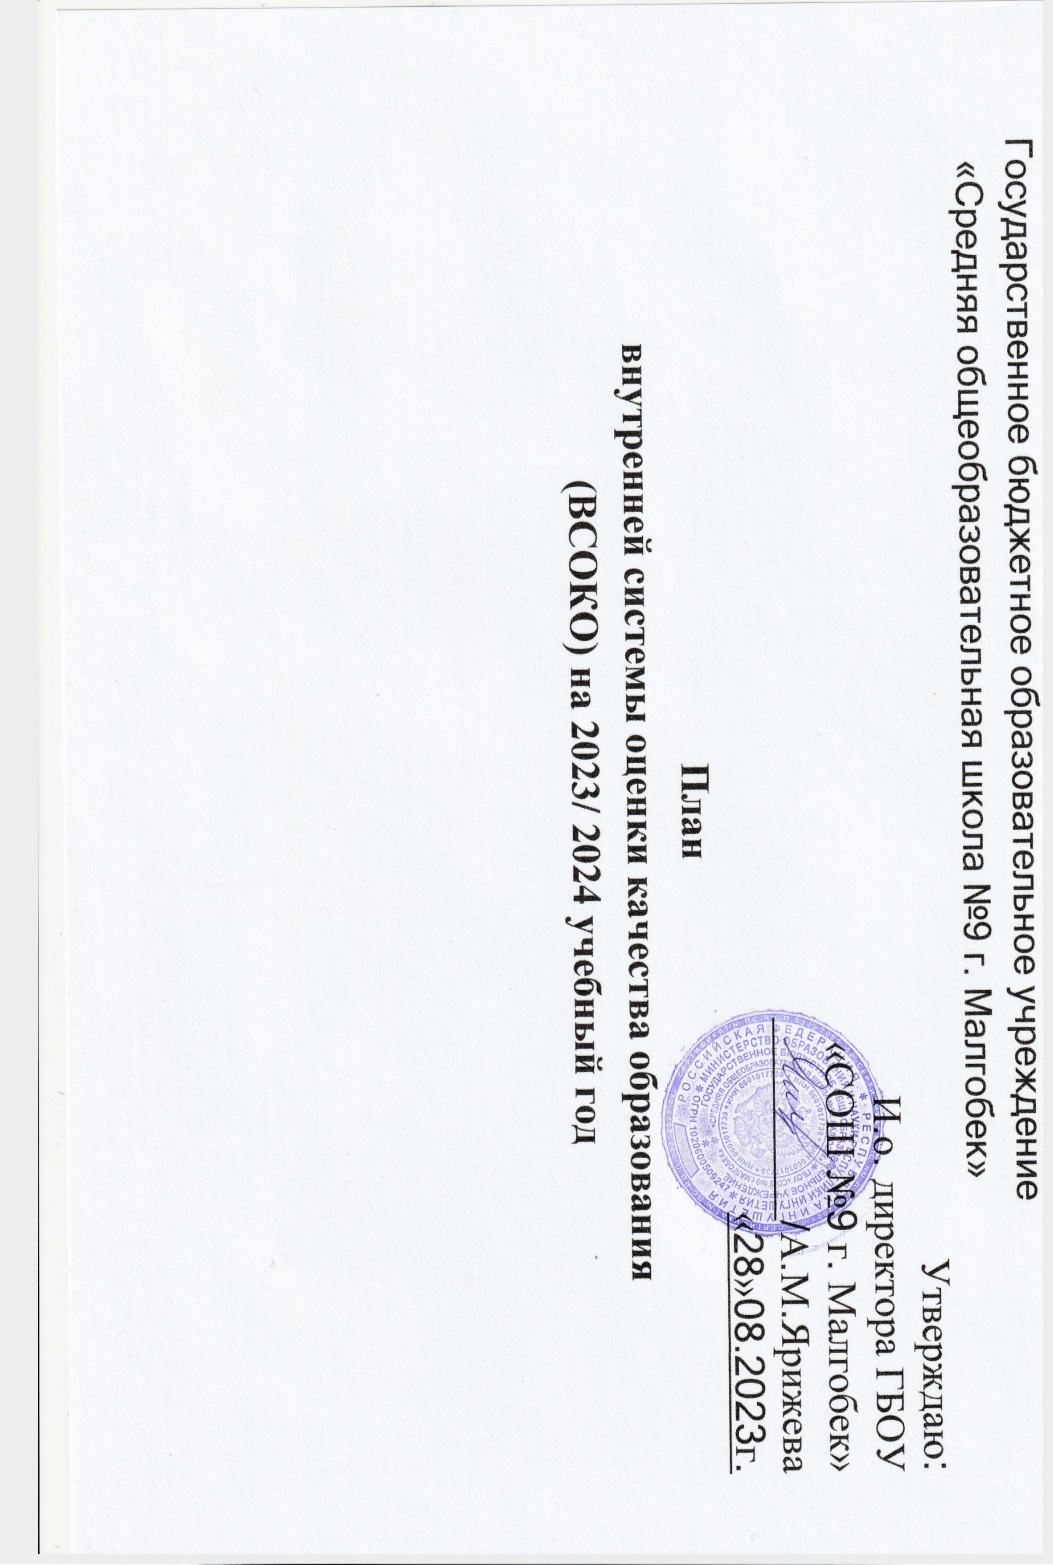 Государственное бюджетное образовательное учреждение
«Средняя общеобразовательная школа №9 г. Малгобек»
Утверждаю:
И.о. директора ГБОУ
«СОШ №9 г. Малгобек»
/А.М.Ярижева
«28»08.2023г.
План
внутренней системы оценки качества образования
(ВСОКО) на 2023/ 2024 учебный год